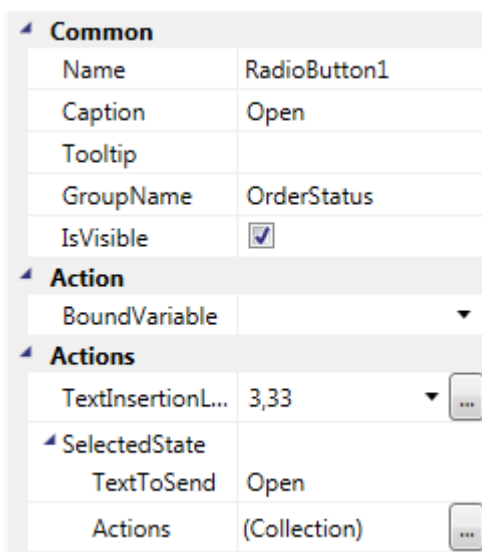 Common
Name RadioButton1
Caption Open
Tooltip
GroupName OrderStatus
IsVisible
Action
BoundVariable
Actions
TextInsertionL... 3,33 ...
SelectedState
TextToSend Open
Actions (Collection) ...